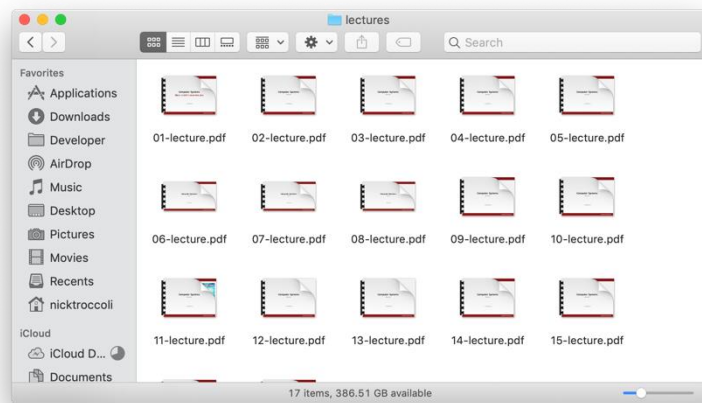 lectures
Search
Favorites
Applications
Downloads
Developer
AirDrop
Music
Desktop
Pictures
Movies
Recents
nicktroccoli
iCloud
iCloud D...
Documents
01-lecture.pdf 02-lecture.pdf 03-lecture.pdf 04-lecture.pdf 05-lecture.pdf
06-lecture.pdf 07-lecture.pdf 08-lecture.pdf 09-lecture.pdf 10-lecture.pdf
11-lecture.pdf 12-lecture.pdf 13-lecture.pdf 14-lecture.pdf 15-lecture.pdf
17 items, 386.51 GB available